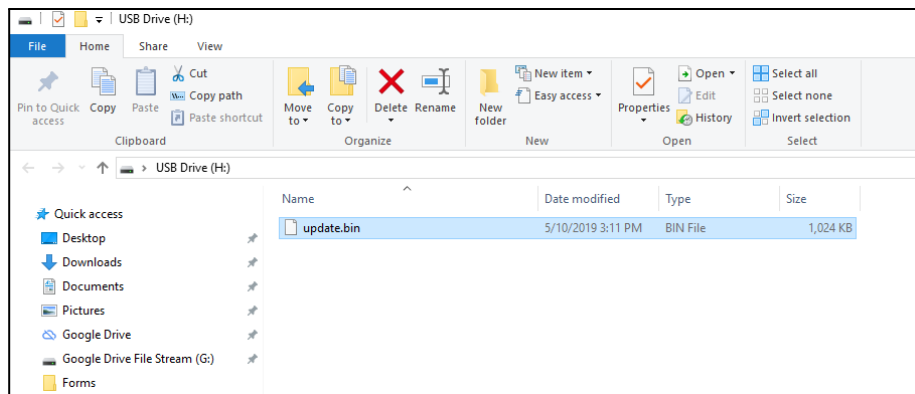 USB Drive (H:)
File Home Share View
Pin to Quick access
Copy
Paste
Cut
Copy path
Paste shortcut
Clipboard
Move to
Copy to
Delete
Rename
Organize
New folder
New item
Easy access
New
Properties
Open
Edit
History
Open
Select all
Select none
Invert selection
Select
USB Drive (H:)
Name Date modified Type Size
update.bin 5/10/2019 3:11 PM BIN File 1,024 KB
Quick access
Desktop
Downloads
Documents
Pictures
Google Drive
Google Drive File Stream (G:)
Forms